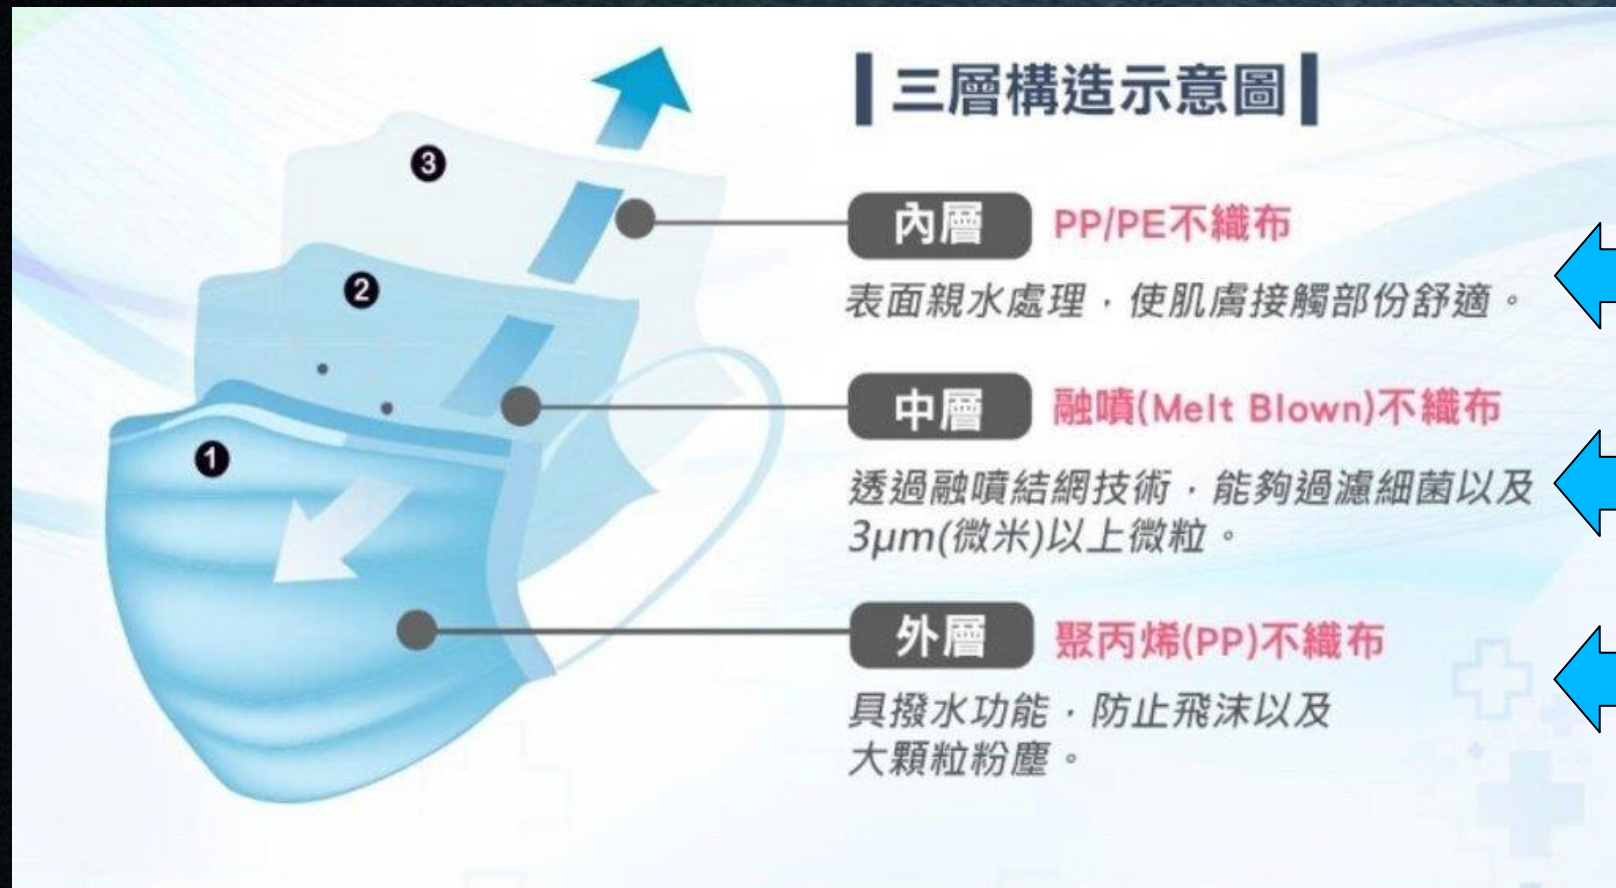 三層構造示意圖
3
內層 PP/PE不織布
表面親水處理，使肌膚接觸部份舒適。
2
中層 融噴(Melt Blown)不織布
透過融噴結網技術，能夠過濾細菌以及
3μm(微米)以上微粒。
1
外層 聚丙烯(PP)不織布
具撥水功能，防止飛沫以及
大顆粒粉塵。